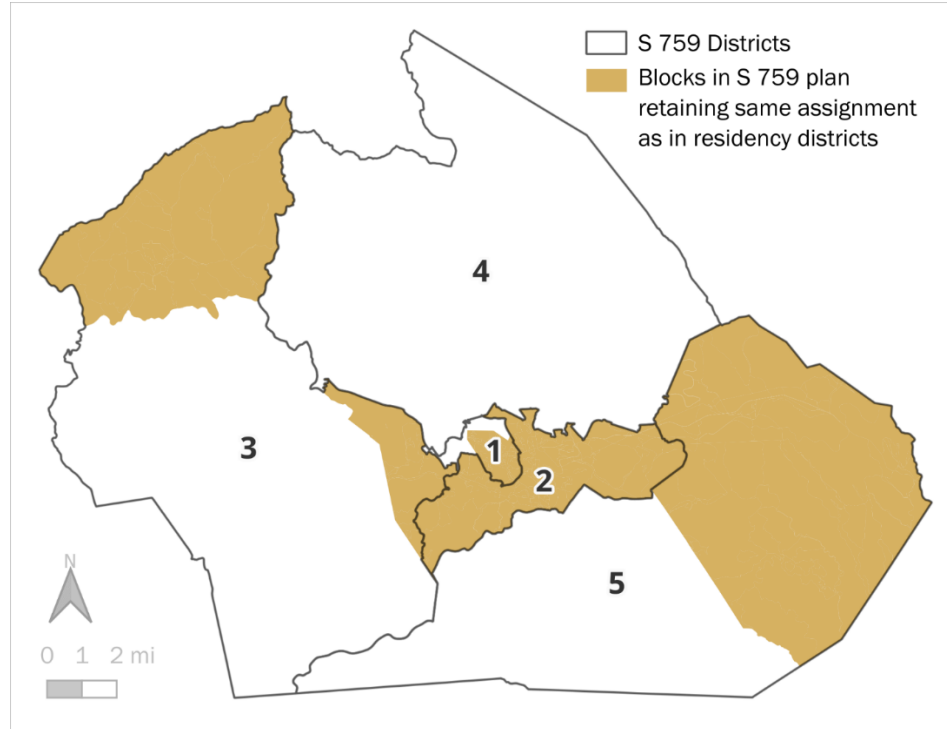 S 759 Districts
Blocks in S 759 plan
retaining same assignment
as in residency districts
4
1
3
2
5
N
0 1 2 mi